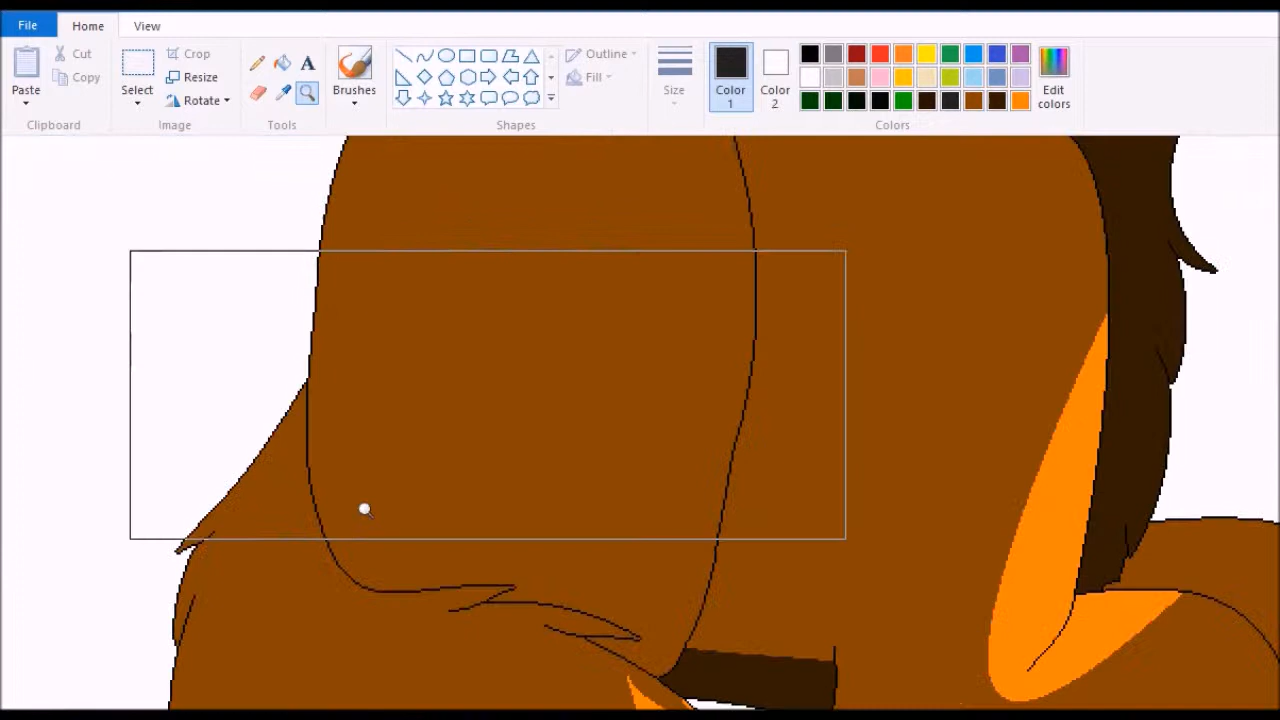 File Home View
Paste Cut Copy
Clipboard
Select Crop Resize Rotate
Image
A
Tools
Brushes
Outline Fill
Shapes
Size
Color 1
Color 2
Edit colors
Colors